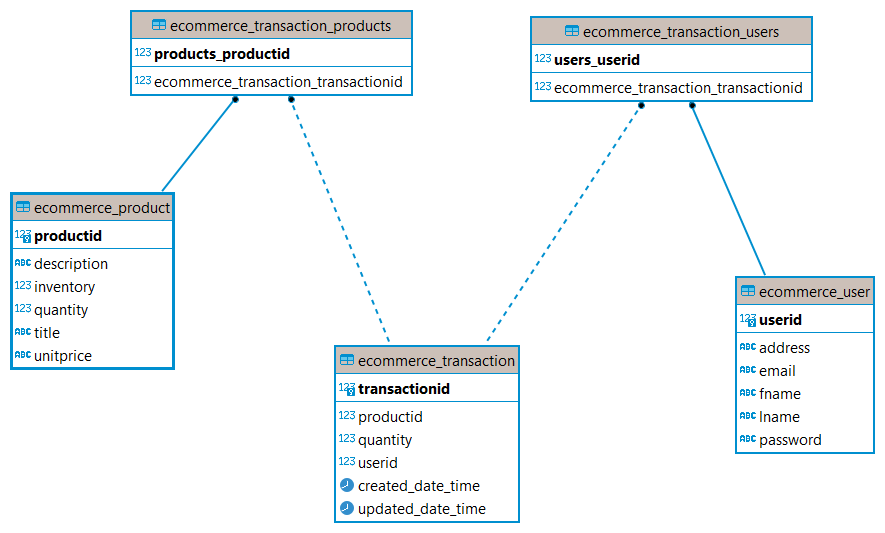 ecommerce_transaction_products
123 products_productid
123 ecommerce_transaction_transactionid
ecommerce_transaction_users
123 users_userid
123 ecommerce_transaction_transactionid
ecommerce_product
123 productid
ABC description
123 inventory
123 quantity
ABC title
ABC unitprice
ecommerce_transaction
123 transactionid
123 productid
123 quantity
123 userid
created_date_time
updated_date_time
ecommerce_user
123 userid
ABC address
ABC email
ABC fname
ABC lname
ABC password